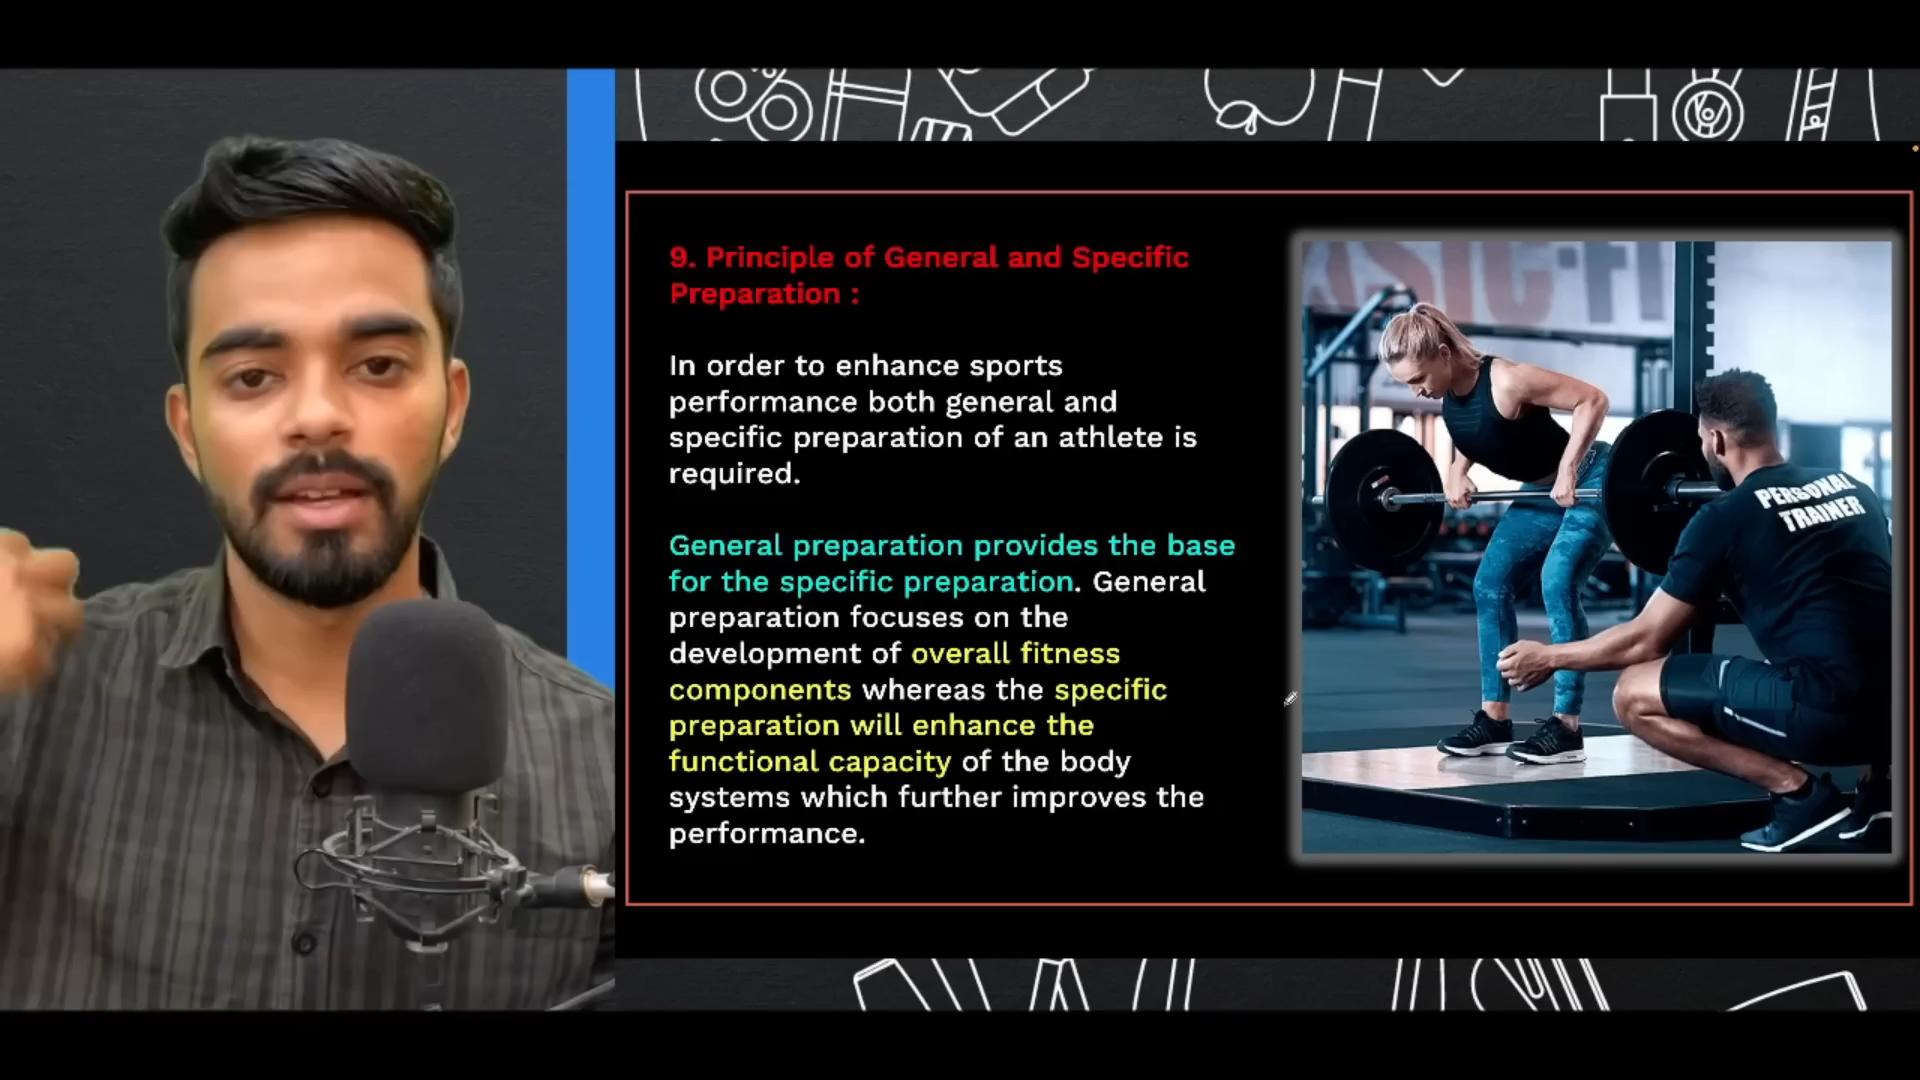 9. Principle of General and Specific
Preparation :
In order to enhance sports
performance both general and
specific preparation of an athlete is
required.
General preparation provides the base
for the specific preparation. General
preparation focuses on the
development of overall fitness
components whereas the specific
preparation will enhance the
functional capacity of the body
systems which further improves the
performance.
PERSONAL
TRAINER